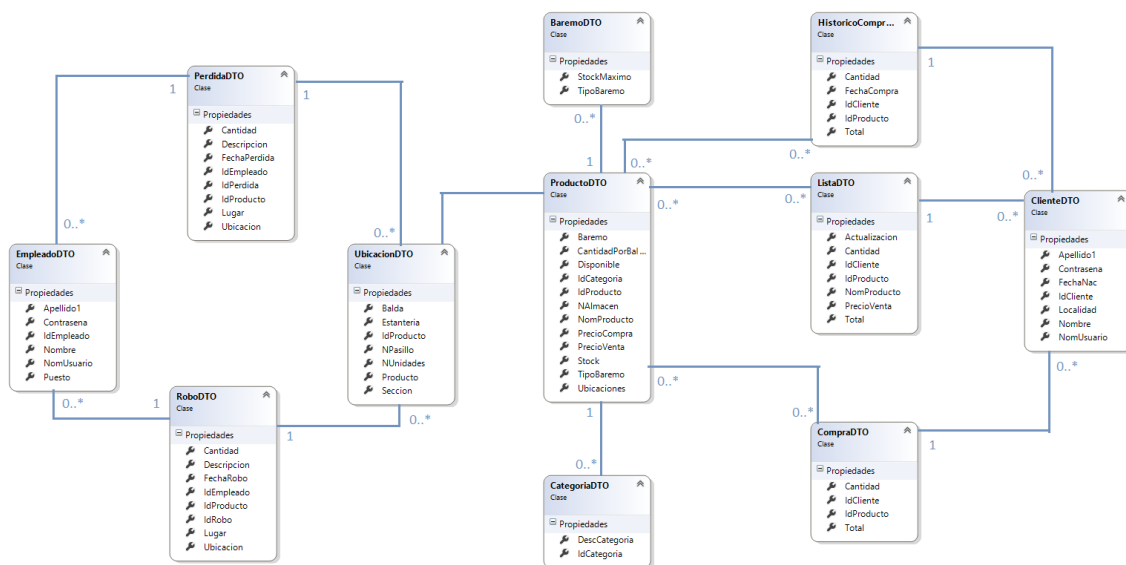 BaremoDTO
Clase
Propiedades
StockMaximo
TipoBaremo
0..*
1
HistoricoCompr...
Clase
Propiedades
Cantidad
FechaCompra
IdCliente
IdProducto
Total
1
0..*
0..*
0..*
PerdidaDTO
Clase
Propiedades
Cantidad
Descripcion
FechaPerdida
IdEmpleado
IdPerdida
IdProducto
Lugar
Ubicacion
1
1
0..*
0..*
EmpleadoDTO
Clase
Propiedades
Apellido1
Contrasena
IdEmpleado
Nombre
NomUsuario
Puesto
0..*
1
UbicacionDTO
Clase
Propiedades
Balda
Estanteria
IdProducto
NPasillo
NUnidades
Producto
Seccion
0..*
1
RoboDTO
Clase
Propiedades
Cantidad
Descripcion
FechaRobo
IdEmpleado
IdProducto
IdRobo
Lugar
Ubicacion
ProductoDTO
Clase
Propiedades
Baremo
CantidadPorBal...
Disponible
IdCategoria
IdProducto
NAlmacen
NomProducto
PrecioCompra
PrecioVenta
Stock
TipoBaremo
Ubicaciones
0..*
0..*
0..*
0..*
1
0..*
CategoriaDTO
Clase
Propiedades
DescCategoria
IdCategoria
ListaDTO
Clase
Propiedades
Actualizacion
Cantidad
IdCliente
IdProducto
NomProducto
PrecioVenta
Total
1
0..*
ClienteDTO
Clase
Propiedades
Apellido1
Contrasena
FechaNac
IdCliente
Localidad
Nombre
NomUsuario
0..*
1
CompraDTO
Clase
Propiedades
Cantidad
IdCliente
IdProducto
Total